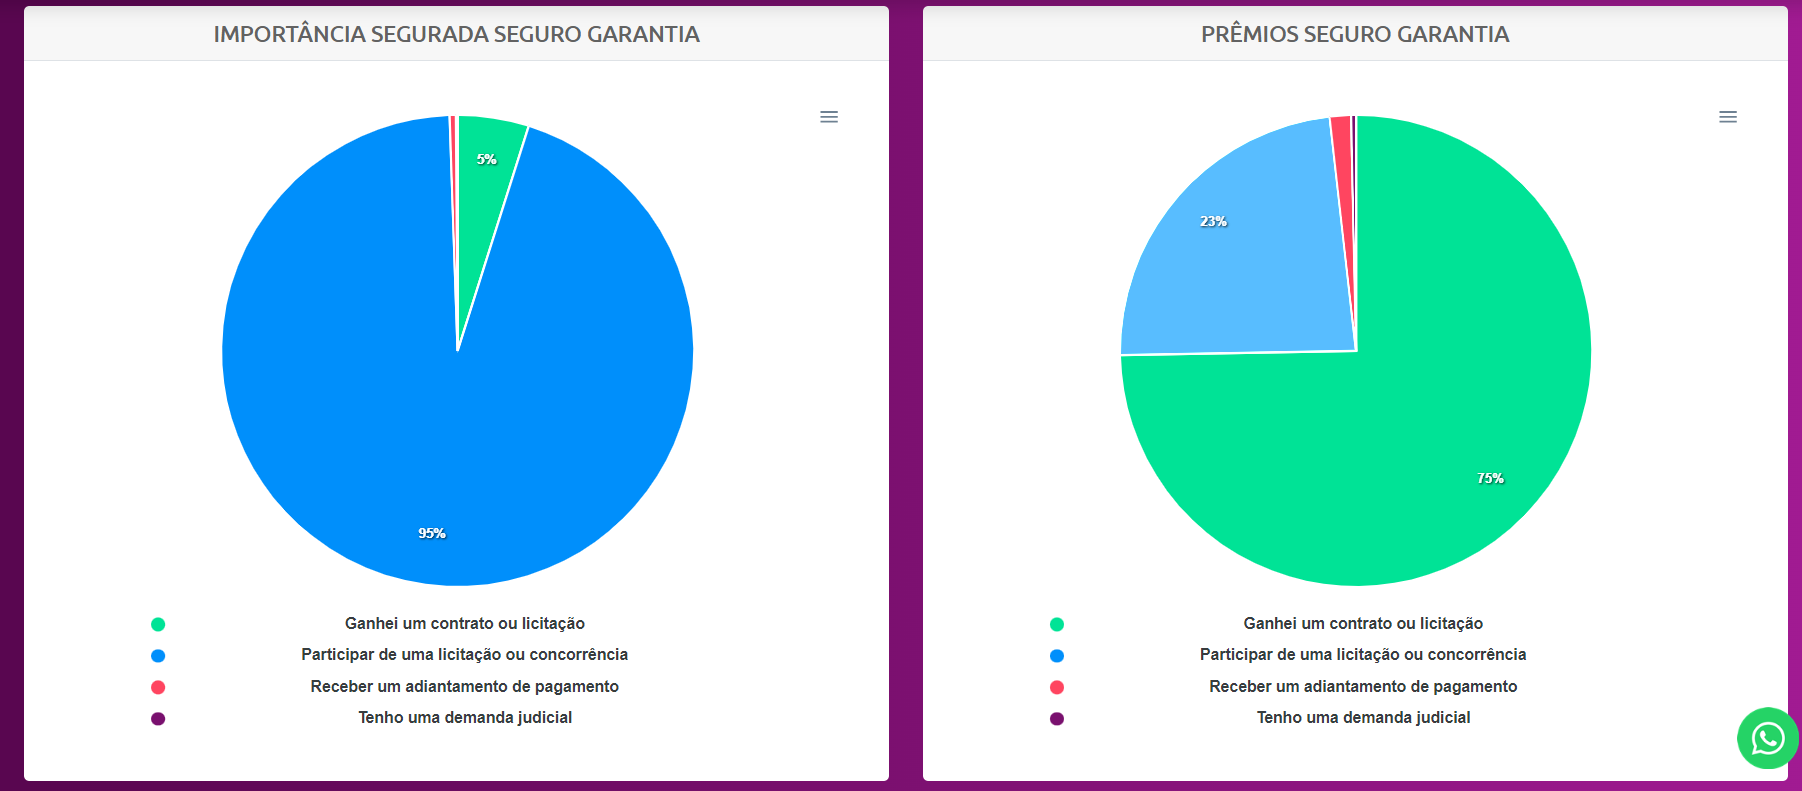 IMPORTÂNCIA SEGURADA SEGURO GARANTIA
5%
95%
Ganhei um contrato ou licitação
Participar de uma licitação ou concorrência
Receber um adiantamento de pagamento
Tenho uma demanda judicial
PRÊMIOS SEGURO GARANTIA
23%
75%
Ganhei um contrato ou licitação
Participar de uma licitação ou concorrência
Receber um adiantamento de pagamento
Tenho uma demanda judicial